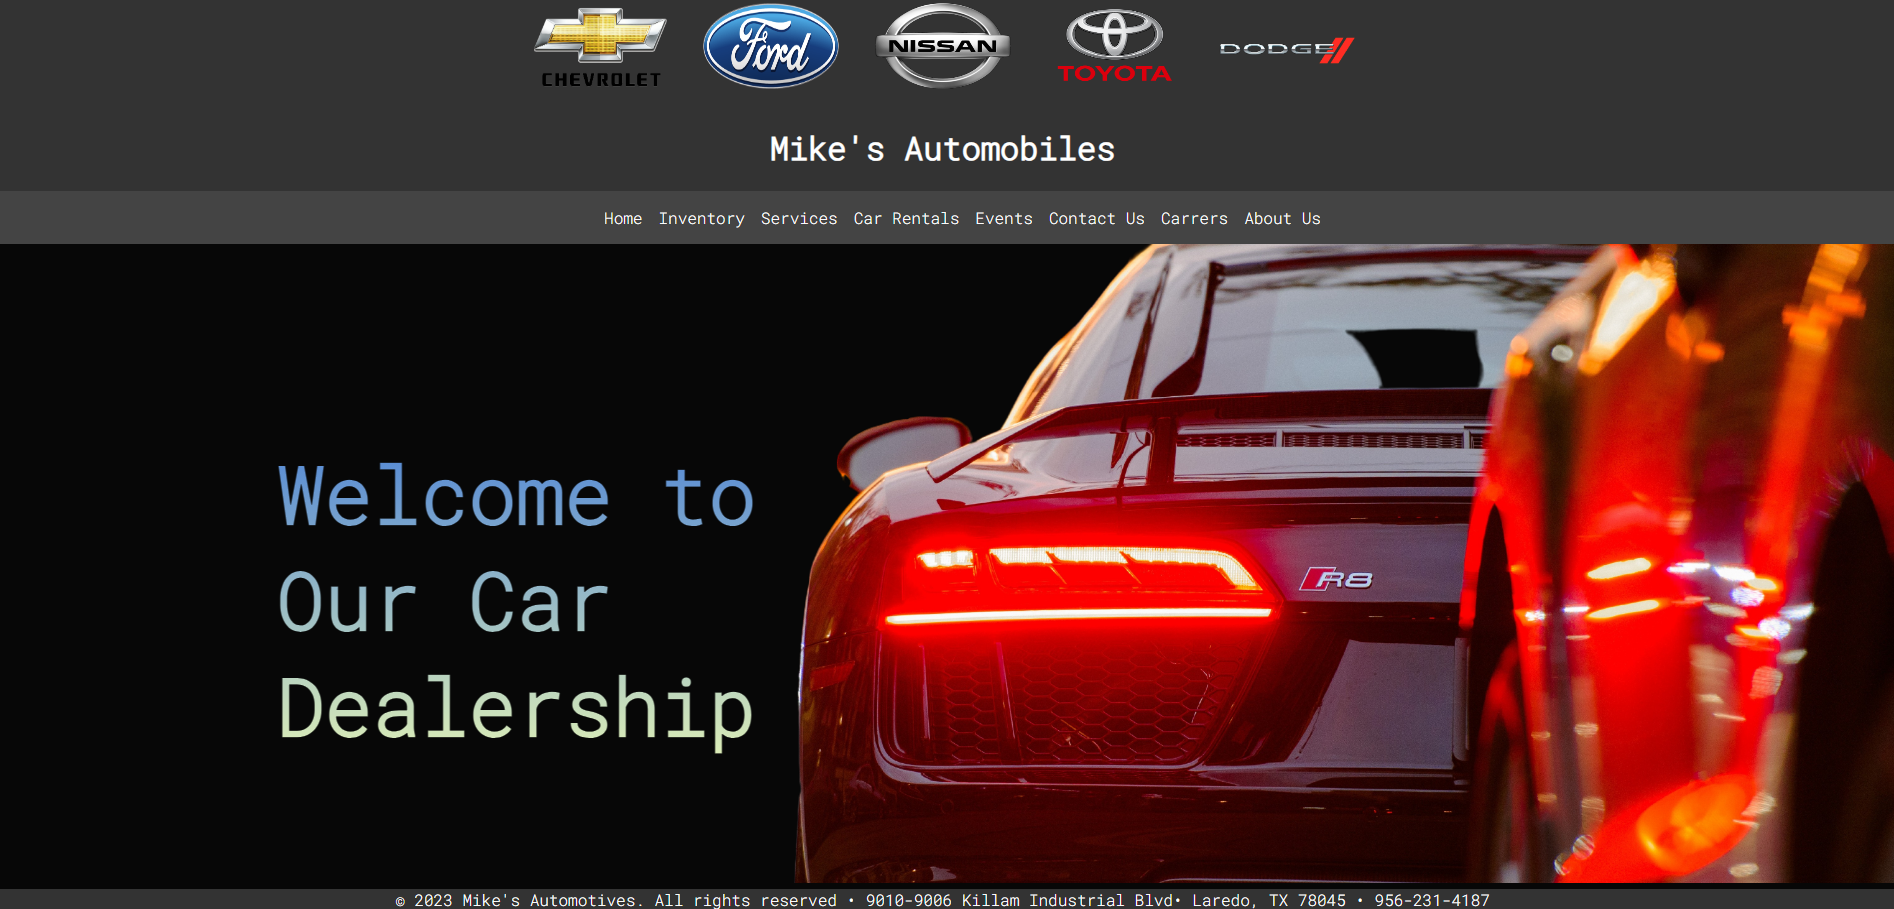 CHEVROLET Ford NISSAN TOYOTA DODGE
Mike's Automobiles
Home Inventory Services Car Rentals Events Contact Us Carrers About Us
Welcome to
Our Car
Dealership
R8
© 2023 Mike's Automotives. All rights reserved • 9010-9006 Killam Industrial Blvd• Laredo, TX 78045 • 956-231-4187